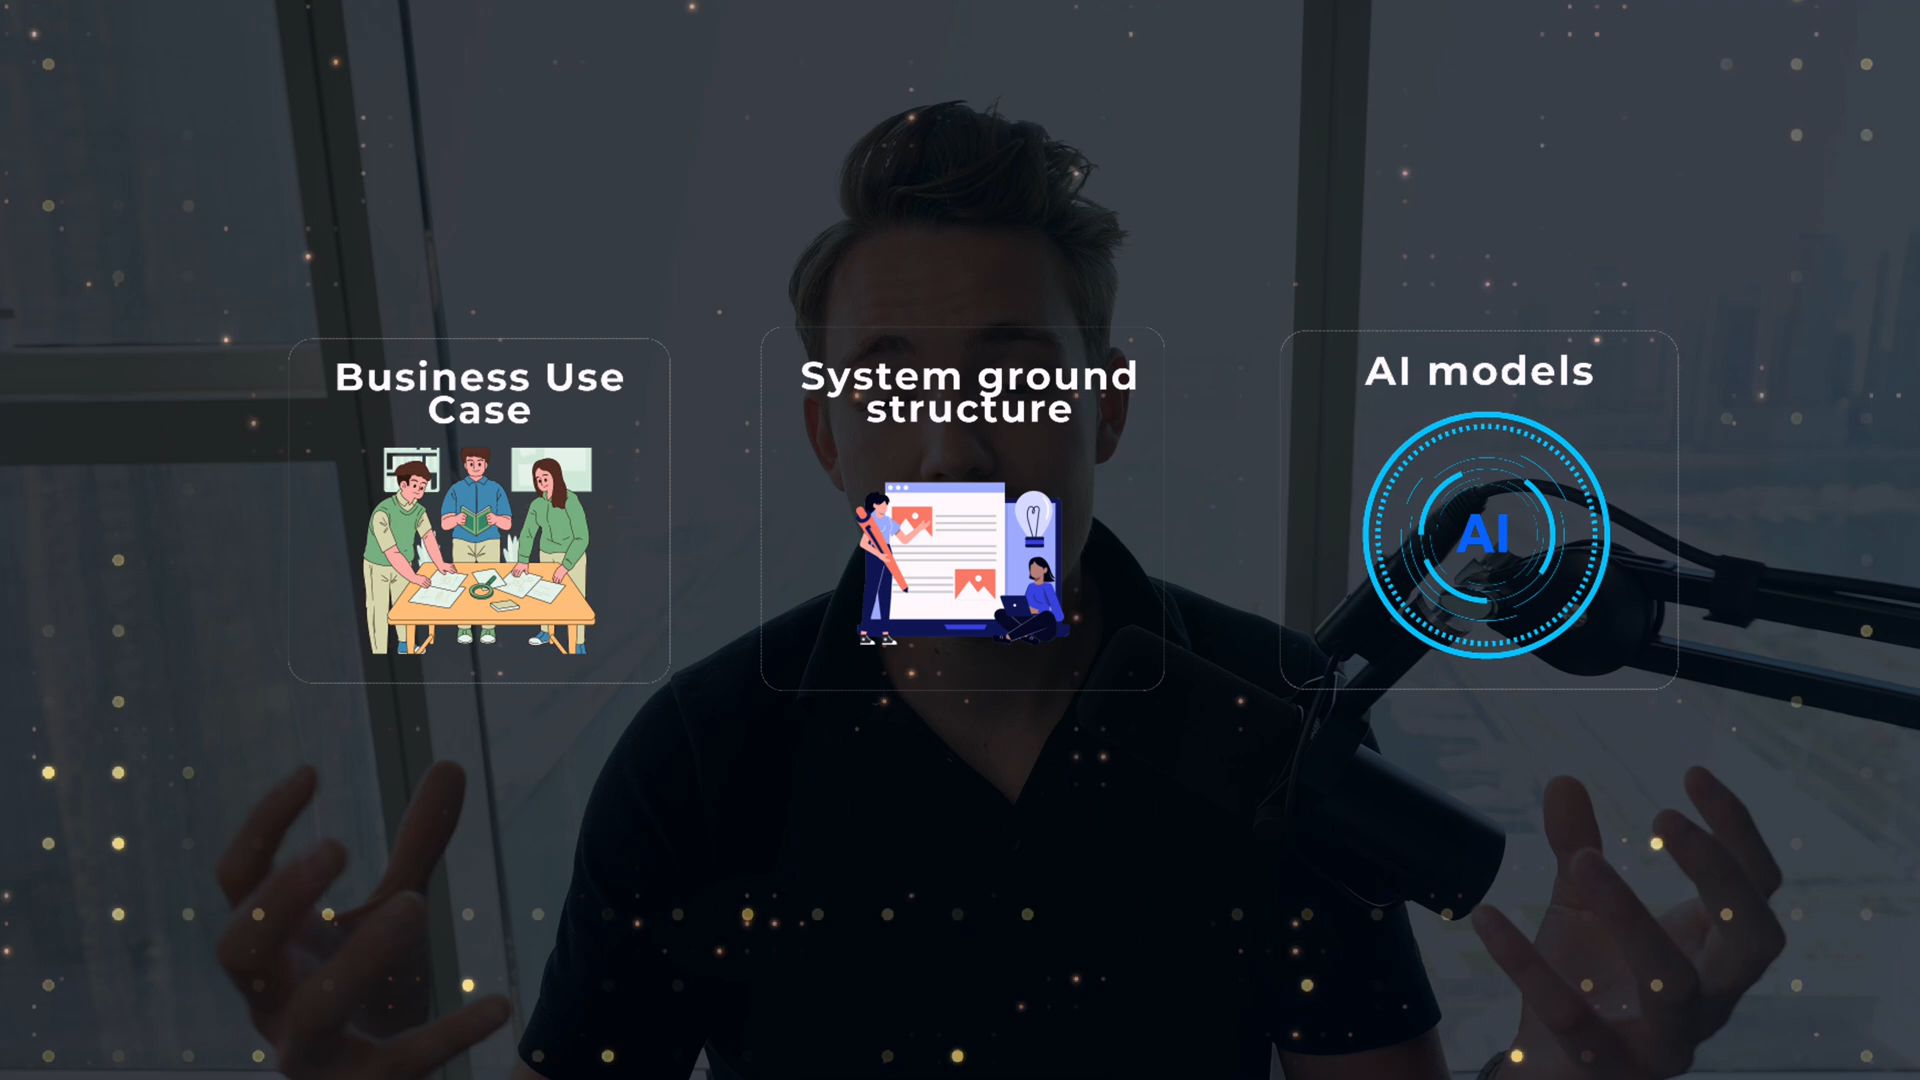 Business Use
Case
System ground
structure
AI models
AI